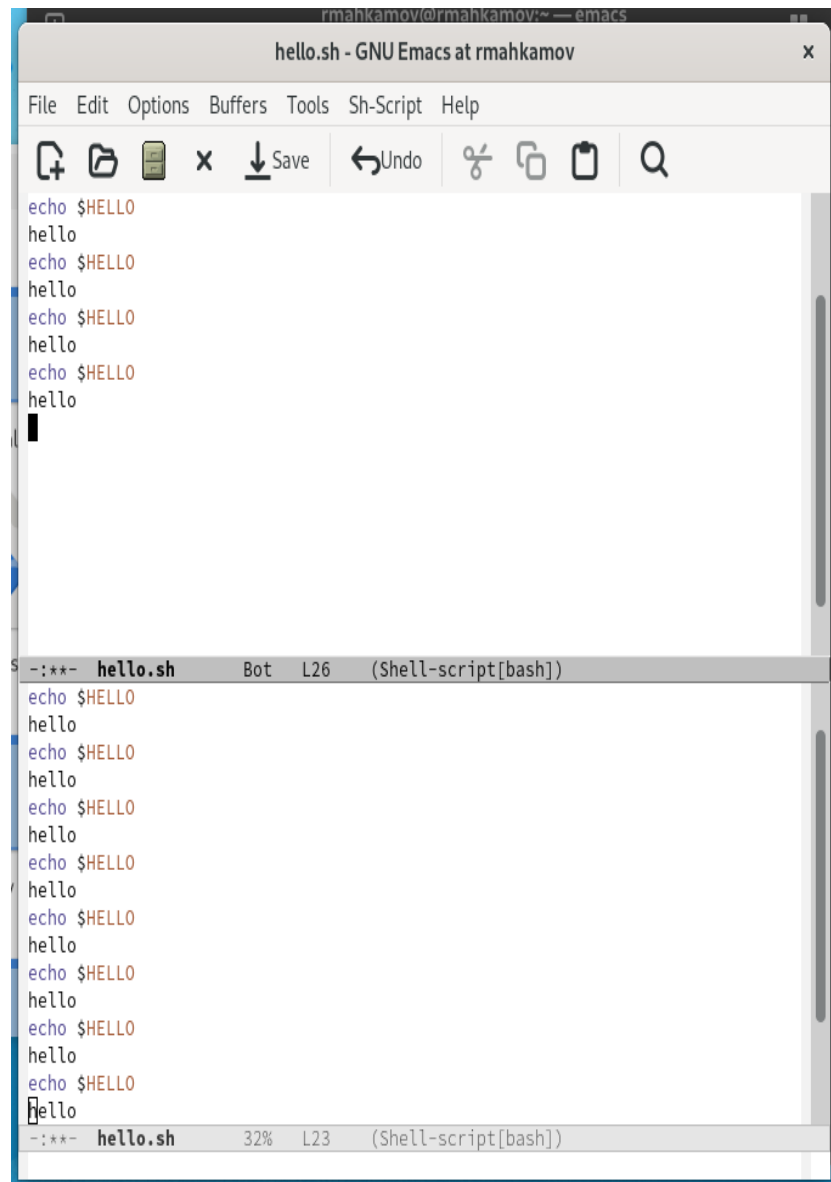 rmahkamov@rmahkamov:~ — emacs
hello.sh - GNU Emacs at rmahkamov x
File Edit Options Buffers Tools Sh-Script Help
Save Undo
echo $HELLO
hello
echo $HELLO
hello
echo $HELLO
hello
echo $HELLO
hello
-:**- hello.sh Bot L26 (Shell-script[bash])
echo $HELLO
hello
echo $HELLO
hello
echo $HELLO
hello
echo $HELLO
hello
echo $HELLO
hello
echo $HELLO
hello
echo $HELLO
hello
echo $HELLO
hello
-:**- hello.sh 32% L23 (Shell-script[bash])